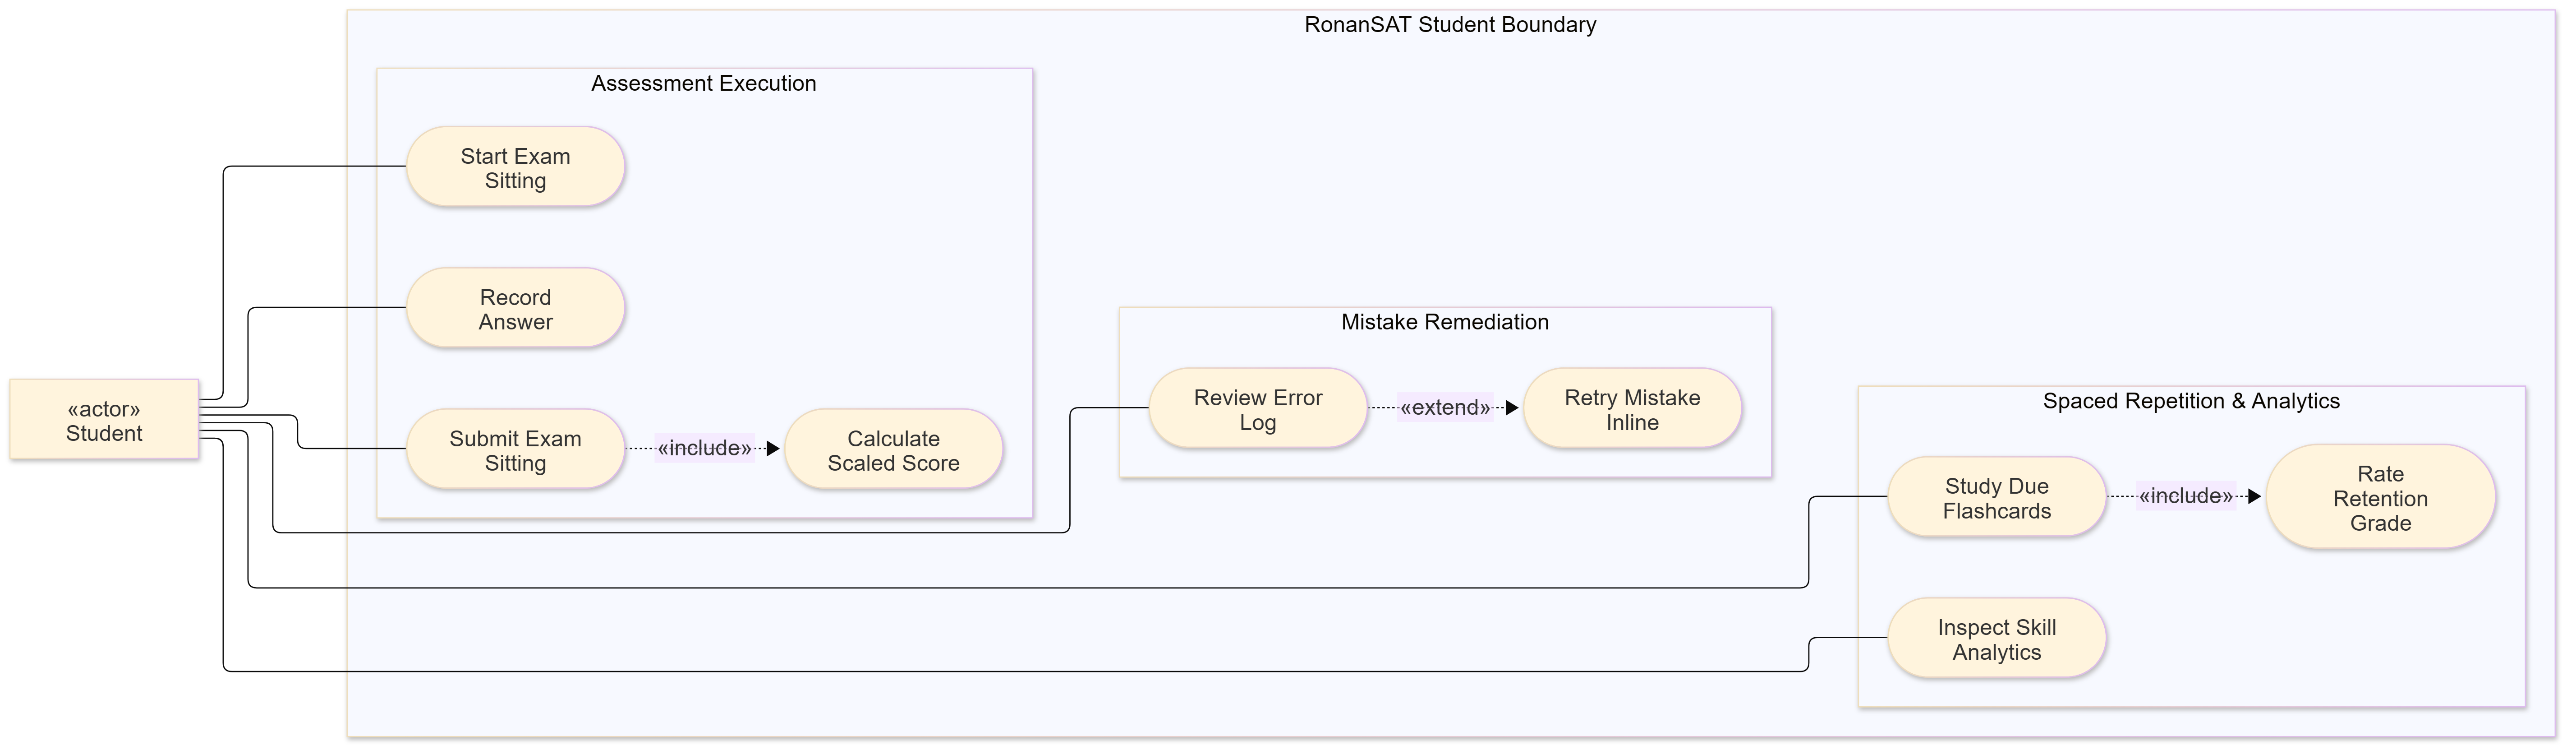 RonanSAT Student Boundary
Assessment Execution
Start Exam
Sitting
Record
Answer
Submit Exam
Sitting
«include»
Calculate
Scaled Score
«actor»
Student
Mistake Remediation
Review Error
Log
«extend»
Retry Mistake
Inline
Spaced Repetition & Analytics
Study Due
Flashcards
«include»
Rate
Retention
Grade
Inspect Skill
Analytics